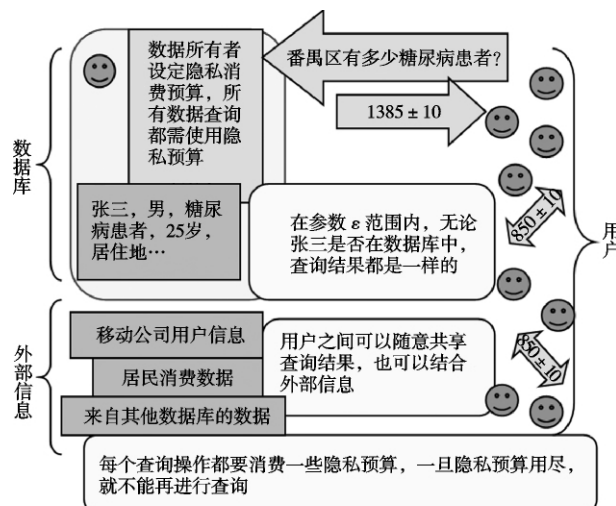 数据所有者
设定隐私消
费预算，所
有数据查询
都需使用隐
私预算
番禺区有多少糖尿病患者?
1385 ± 10
数据库
张三，男，糖尿
病患者，25岁，
居住地…
在参数 ε 范围内，无论
张三是否在数据库中，
查询结果都是一样的
850 ± 10
用户
外部信息
移动公司用户信息
居民消费数据
来自其他数据库的数据
用户之间可以随意共享
查询结果，也可以结合
外部信息
850 ± 10
每个查询操作都要消费一些隐私预算，一旦隐私预算用尽，
就不能再进行查询